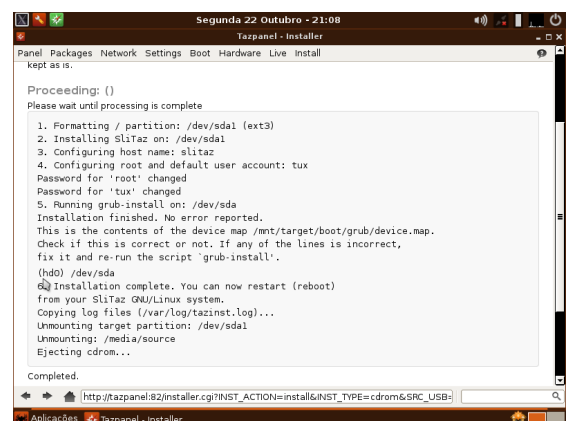 Segunda 22 Outubro - 21:08
Tazpanel - Installer
Panel Packages Network Settings Boot Hardware Live Install
kept as is.
Proceeding: ()
Please wait until processing is complete
1. Formatting / partition: /dev/sda1 (ext3)
2. Installing SliTaz on: /dev/sda1
3. Configuring host name: slitaz
4. Configuring root and default user account: tux
Password for 'root' changed
Password for 'tux' changed
5. Running grub-install on: /dev/sda
Installation finished. No error reported.
This is the contents of the device map /mnt/target/boot/grub/device.map.
Check if this is correct or not. If any of the lines is incorrect,
fix it and re-run the script `grub-install'.
(hd0) /dev/sda
6. Installation complete. You can now restart (reboot)
from your SliTaz GNU/Linux system.
Copying log files (/var/log/tazinst.log)...
Unmounting target partition: /dev/sda1
Unmounting: /media/source
Ejecting cdrom...
Completed.
http://tazpanel:82/installer.cgi?INST_ACTION=install&INST_TYPE=cdrom&SRC_USB=
Aplicações Tazpanel - Installer